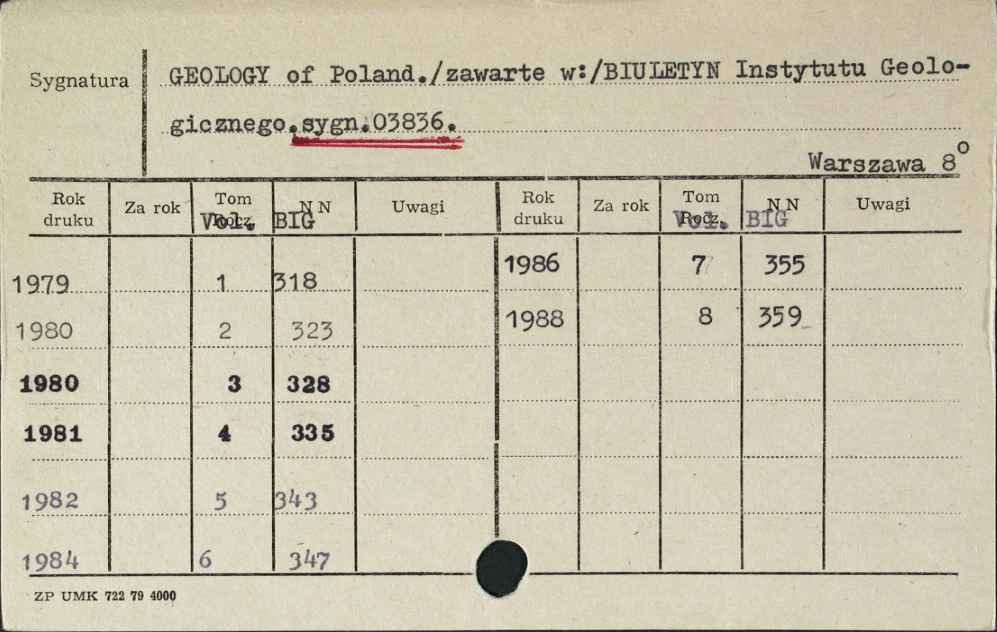 Sygnatura
GEOLOGY of Poland./zawarte w:/BIULETYN Instytutu Geolo-
gicznego.sygn.03836.
Warszawa 8°
Rok druku Za rok Tom Rocz. Vol. N N BIG Uwagi Rok druku Za rok Tom Rocz. Vol. N N BIG Uwagi
1979 1 318 1986 7 355
1980 2 323 1988 8 359
1980 3 328
1981 4 335
1982 5 343
1984 6 347
ZP UMK 722 79 4000